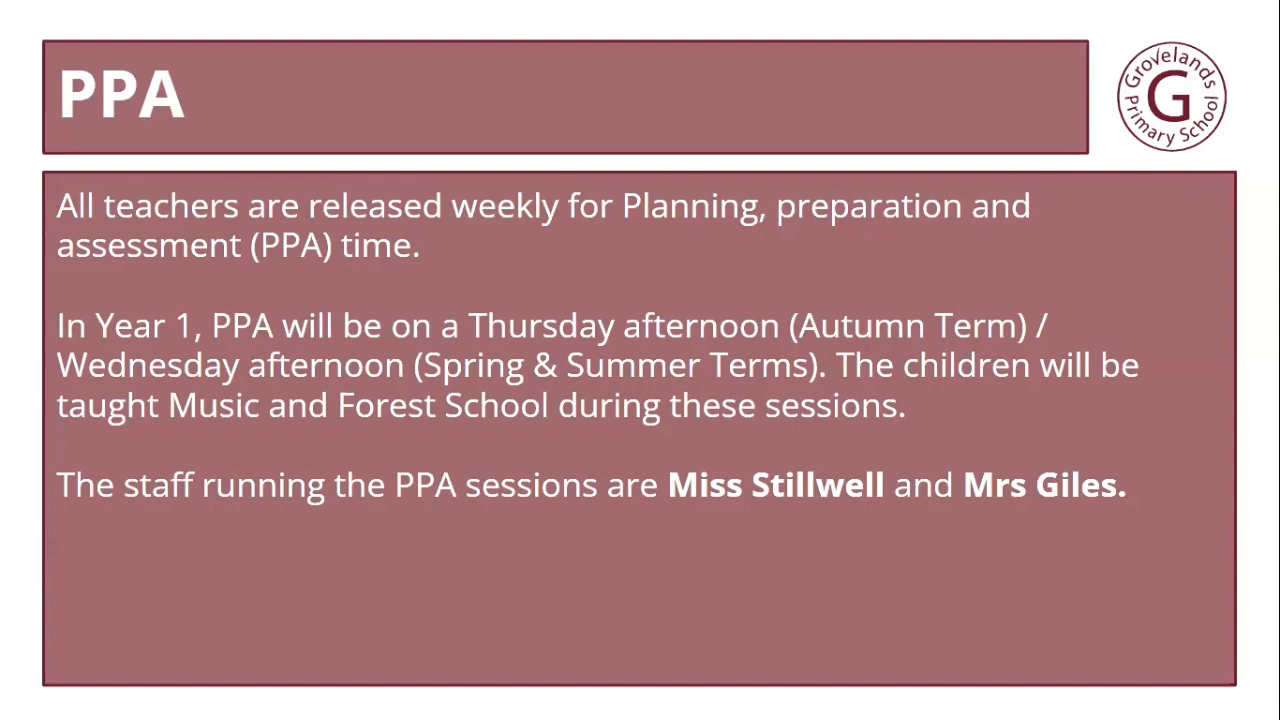 PPA
Grovelands
G
Primary School
All teachers are released weekly for Planning, preparation and
assessment (PPA) time.
In Year 1, PPA will be on a Thursday afternoon (Autumn Term) /
Wednesday afternoon (Spring & Summer Terms). The children will be
taught Music and Forest School during these sessions.
The staff running the PPA sessions are Miss Stillwell and Mrs Giles.